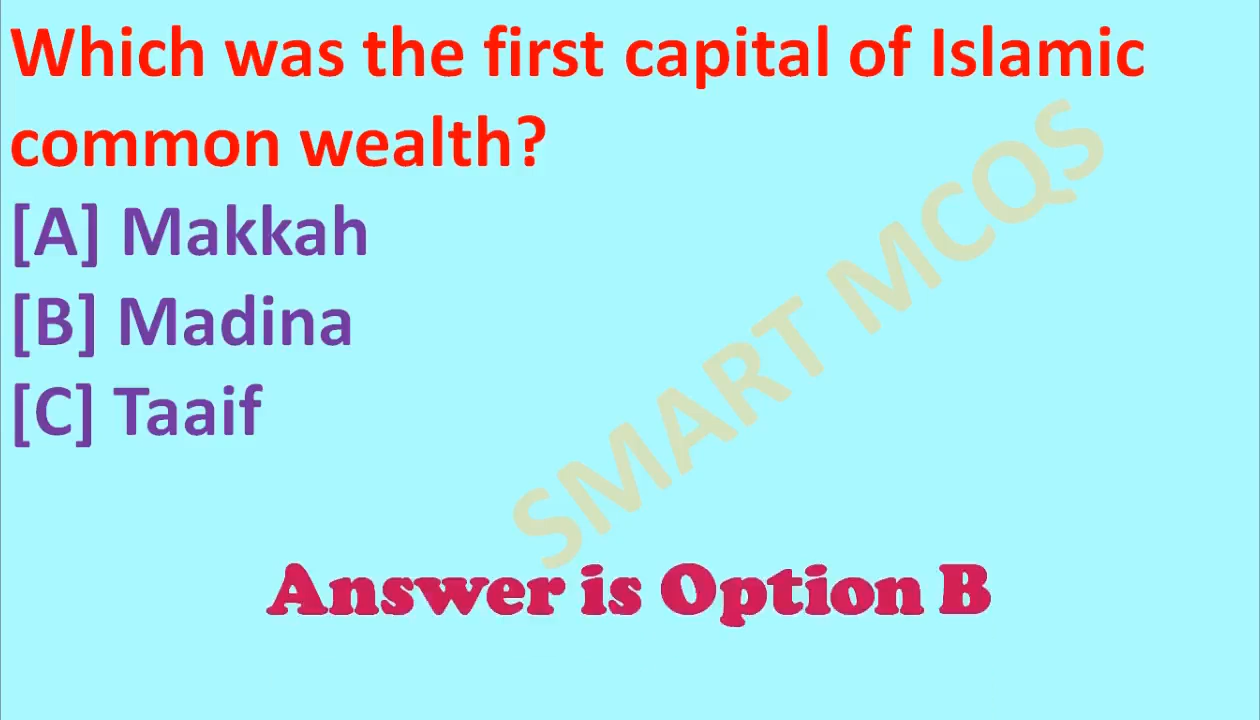 Which was the first capital of Islamic
common wealth?
[A] Makkah
[B] Madina
[C] Taaif
SMART MCQS
Answer is Option B